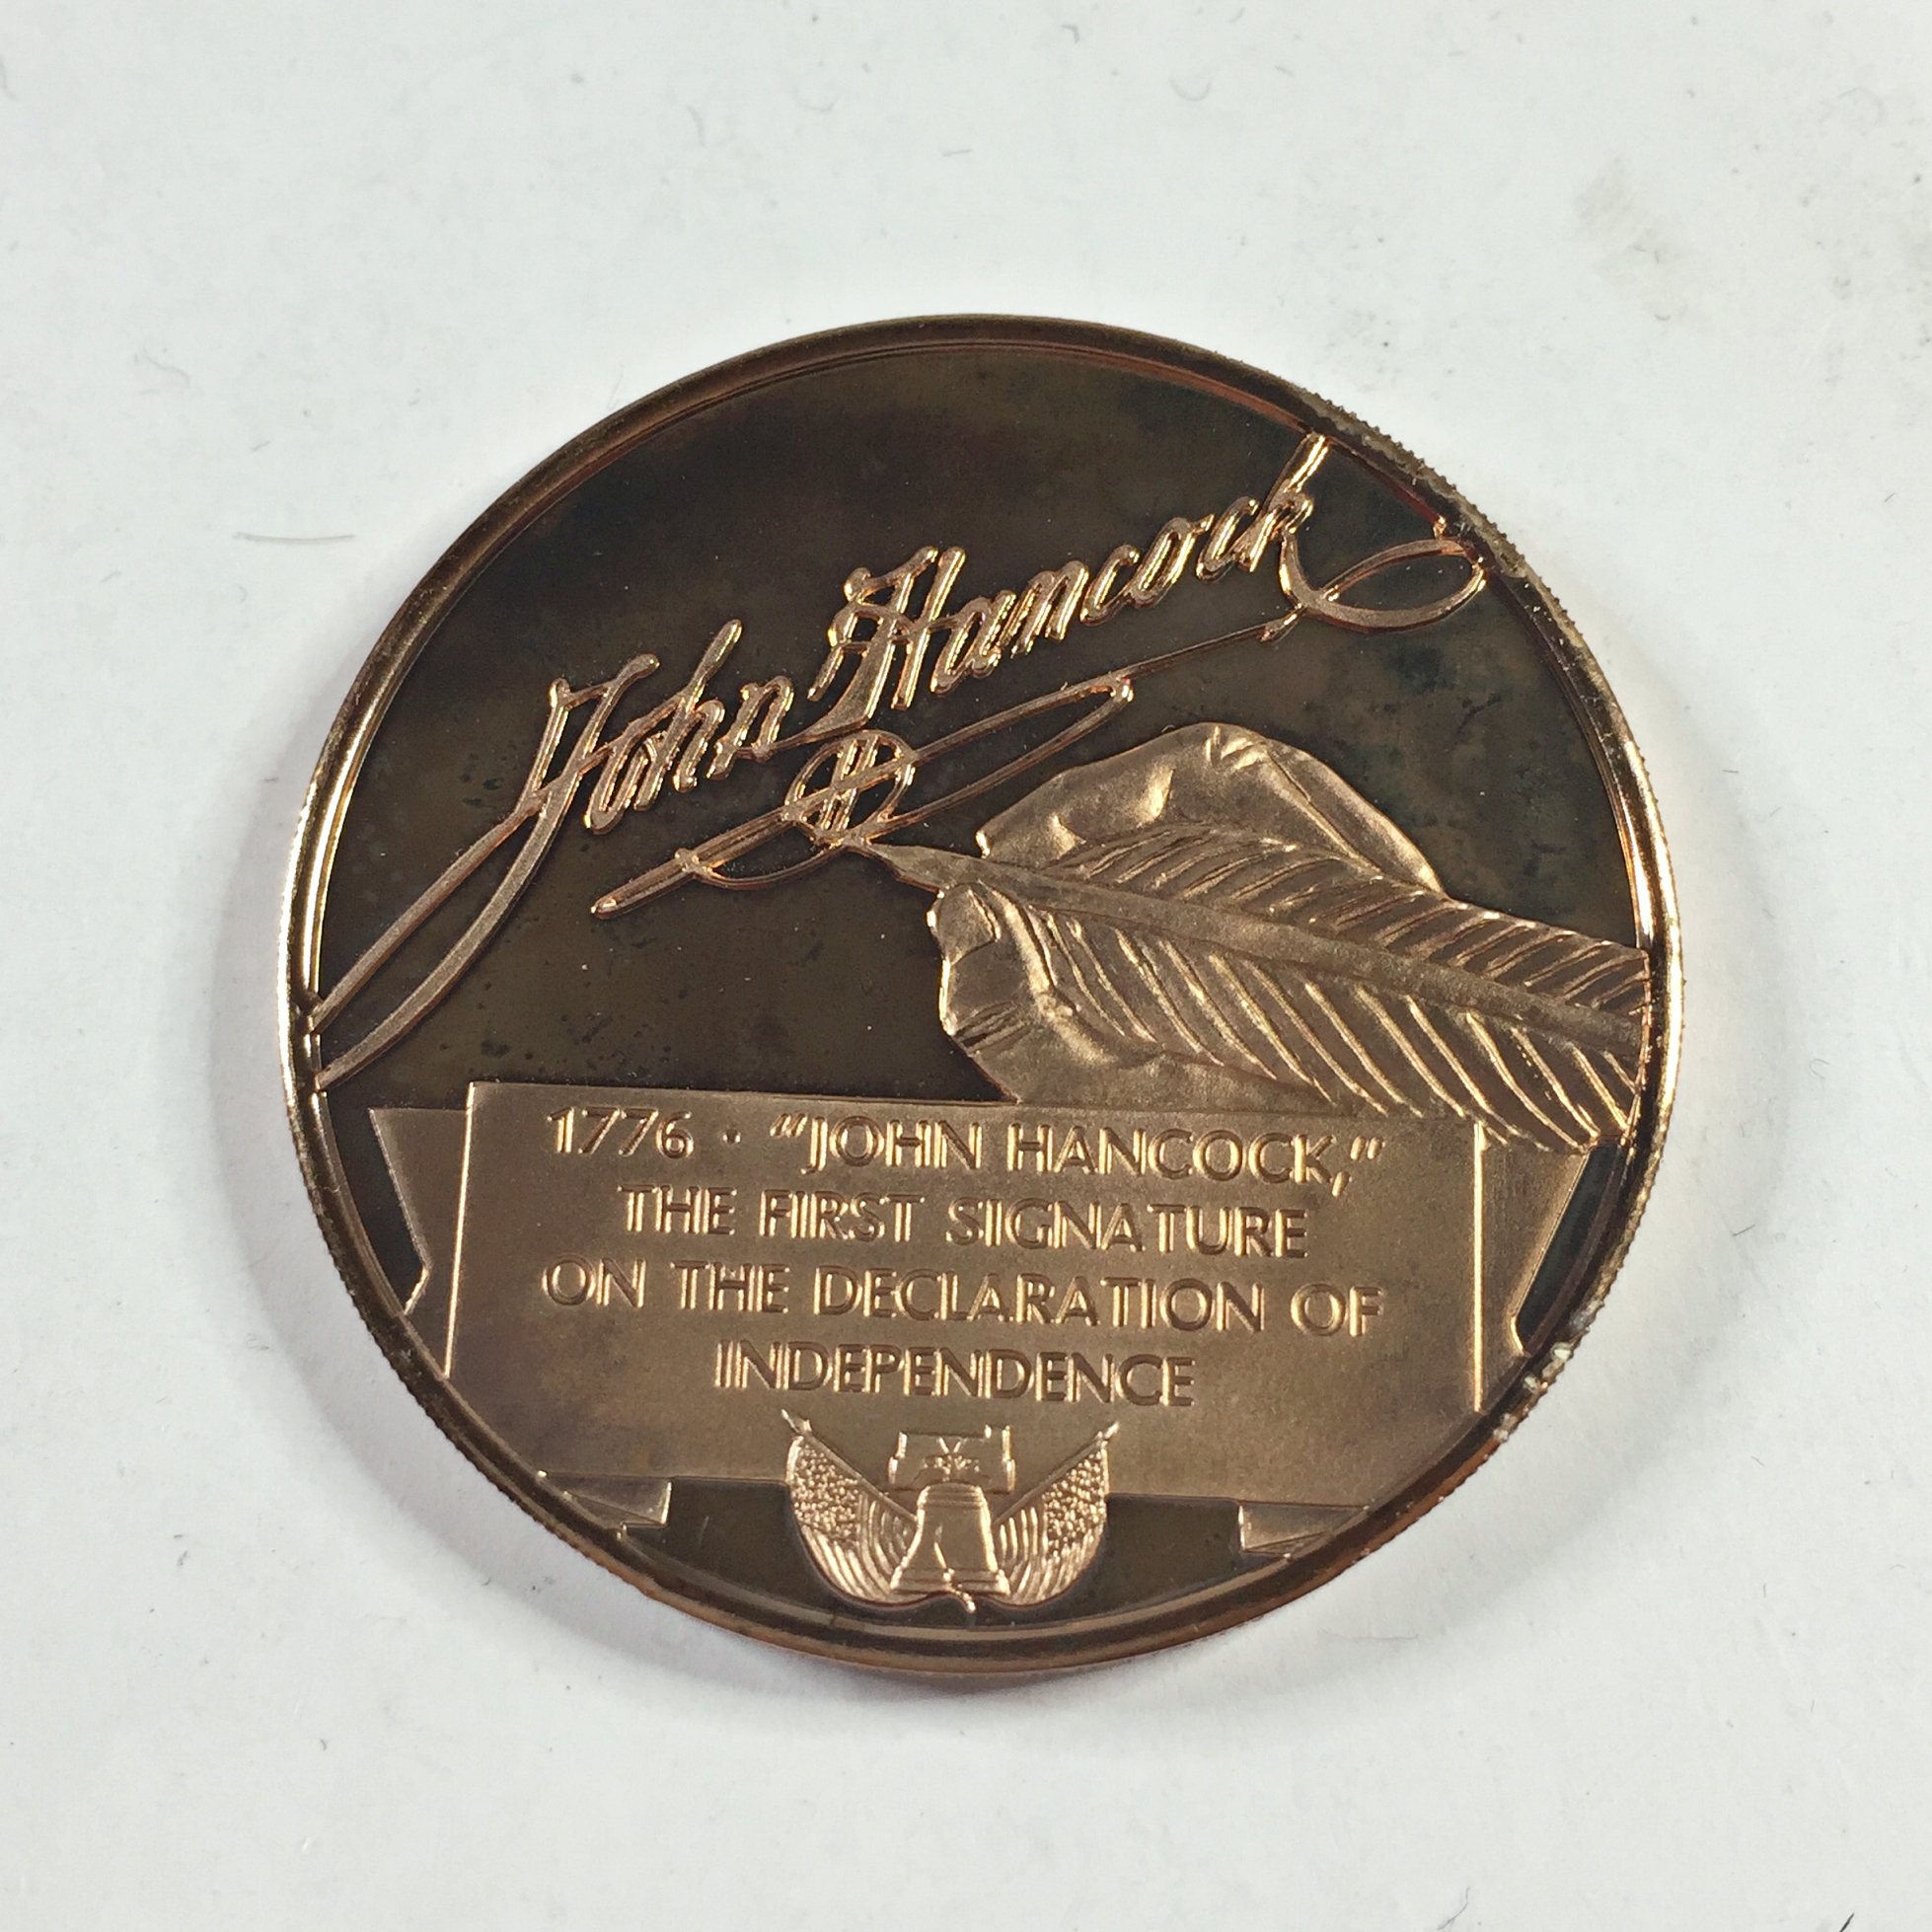 John Hancock
1776 · "JOHN HANCOCK,"
THE FIRST SIGNATURE
ON THE DECLARATION OF
INDEPENDENCE